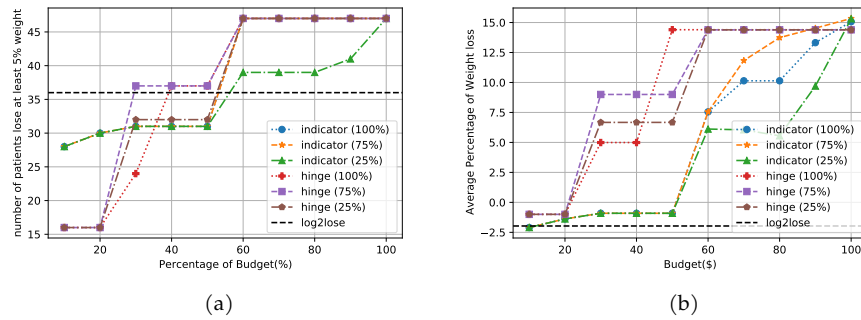 number of patients lose at least 5% weight
45
40
35
30
25
20
15
20
40
60
80
100
Percentage of Budget(%)
indicator (100%)
indicator (75%)
indicator (25%)
hinge (100%)
hinge (75%)
hinge (25%)
log2lose
(a)
Average Percentage of Weight loss
15.0
12.5
10.0
7.5
5.0
2.5
0.0
−2.5
20
40
60
80
100
Budget($)
indicator (100%)
indicator (75%)
indicator (25%)
hinge (100%)
hinge (75%)
hinge (25%)
log2lose
(b)